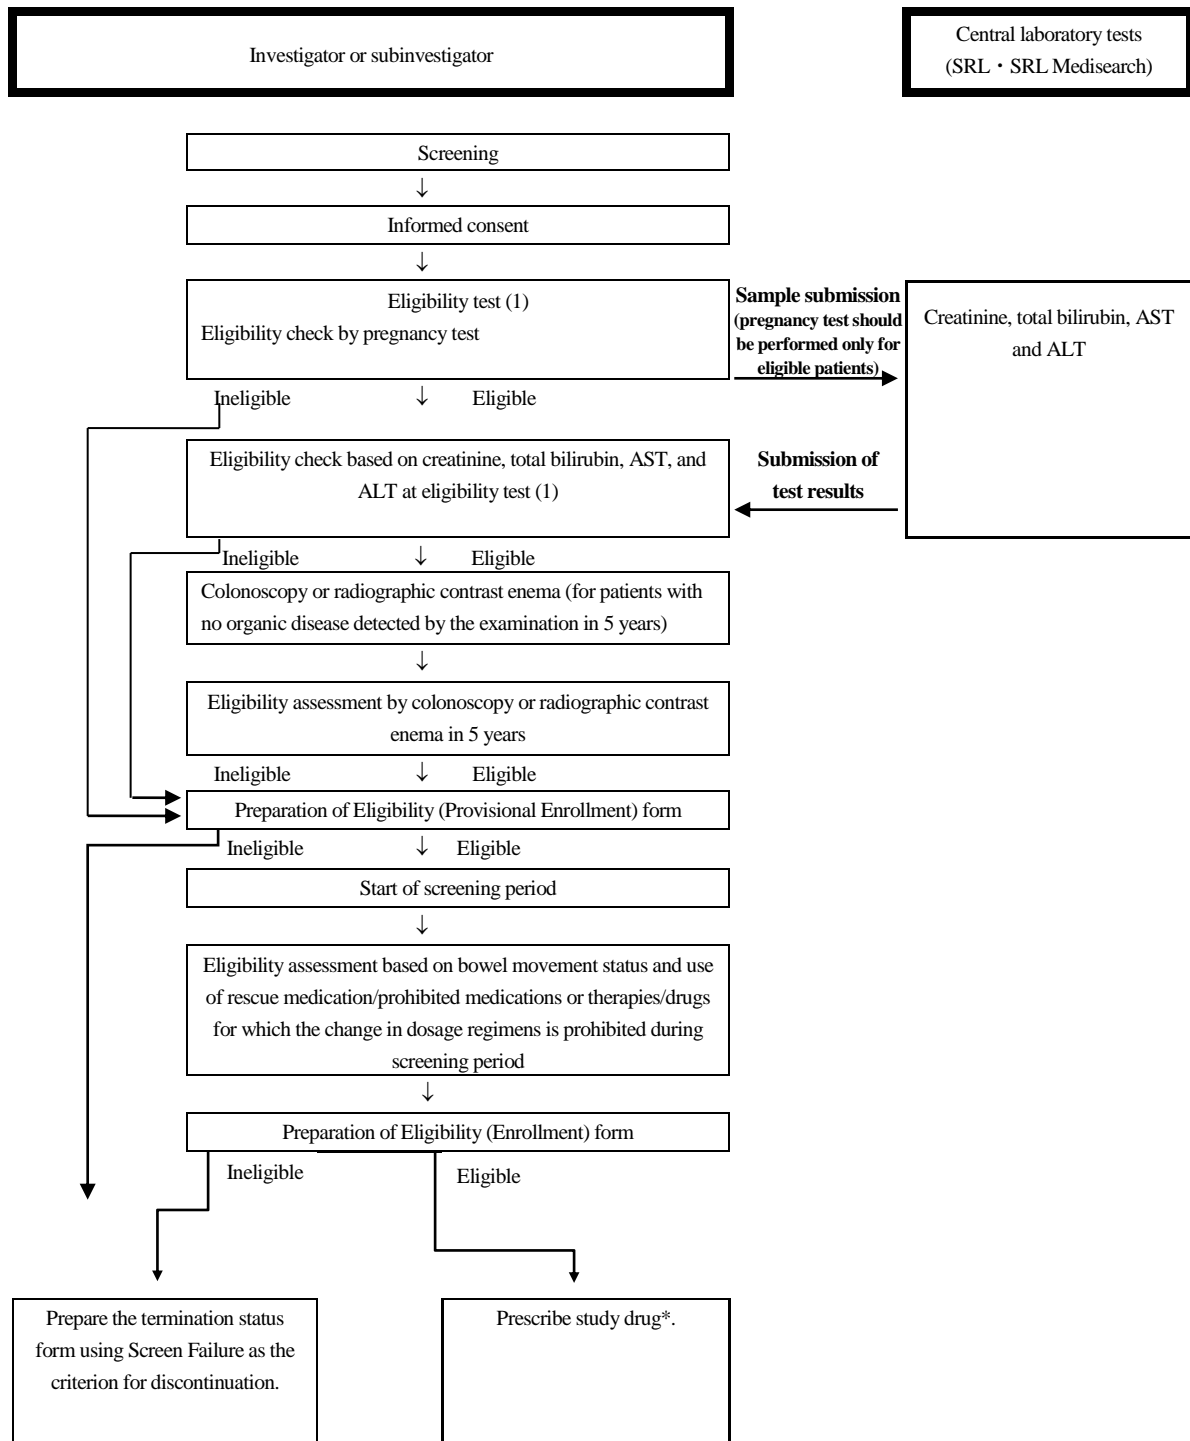 Investigator or subinvestigator
Central laboratory tests
(SRL・SRL Medisearch)
Screening
↓
Informed consent
↓
Eligibility test (1)
Eligibility check by pregnancy test
Sample submission
(pregnancy test should
be performed only for
eligible patients)
Creatinine, total bilirubin, AST
and ALT
Ineligible ↓ Eligible
Eligibility check based on creatinine, total bilirubin, AST, and
ALT at eligibility test (1)
Submission of
test results
Ineligible ↓ Eligible
Colonoscopy or radiographic contrast enema (for patients with
no organic disease detected by the examination in 5 years)
↓
Eligibility assessment by colonoscopy or radiographic contrast
enema in 5 years
Ineligible ↓ Eligible
Preparation of Eligibility (Provisional Enrollment) form
Ineligible ↓ Eligible
Start of screening period
↓
Eligibility assessment based on bowel movement status and use
of rescue medication/prohibited medications or therapies/drugs
for which the change in dosage regimens is prohibited during
screening period
↓
Preparation of Eligibility (Enrollment) form
Ineligible
Eligible
Prepare the termination status
form using Screen Failure as the
criterion for discontinuation.
Prescribe study drug*.